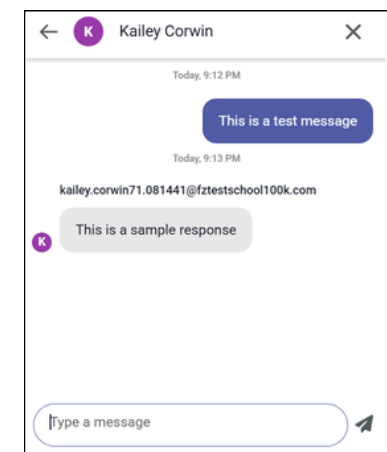 K Kailey Corwin
Today, 9:12 PM
This is a test message
Today, 9:13 PM
kailey.corwin71.081441@fztestschool100k.com
This is a sample response
K
Type a message